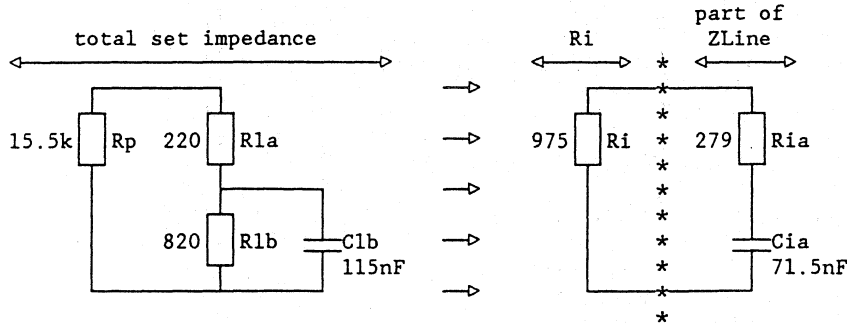 total set impedance
Ri
part of
ZLine
15.5k
Rp
220
R1a
820
R1b
C1b
115nF
975
Ri
279
Ria
Cia
71.5nF